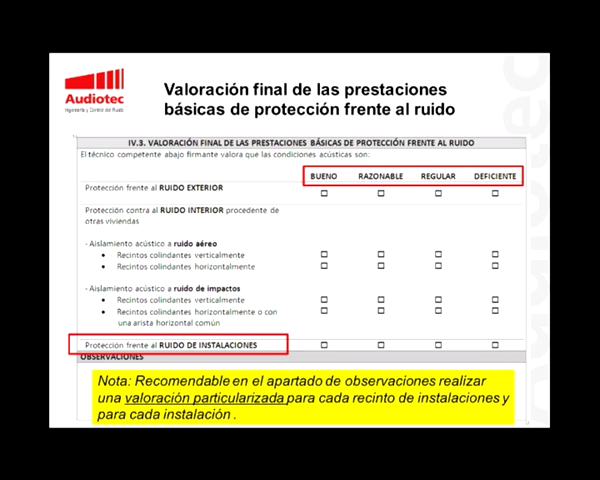 Audiotec
Ingeniería y Control del Ruido
Valoración final de las prestaciones
básicas de protección frente al ruido
IV.3. VALORACIÓN FINAL DE LAS PRESTACIONES BÁSICAS DE PROTECCIÓN FRENTE AL RUIDO
El técnico competente abajo firmante valora que las condiciones acústicas son:
BUENO RAZONABLE REGULAR DEFICIENTE
Protección frente al RUIDO EXTERIOR ☐ ☐ ☐ ☐
Protección contra al RUIDO INTERIOR procedente de
otras viviendas
- Aislamiento acústico a ruido aéreo
• Recintos colindantes verticalmente ☐ ☐ ☐ ☐
• Recintos colindantes horizontalmente ☐ ☐ ☐ ☐
- Aislamiento acústico a ruido de impactos
• Recintos colindantes verticalmente ☐ ☐ ☐ ☐
• Recintos colindantes horizontalmente o con ☐ ☐ ☐ ☐
una arista horizontal común
Protección frente al RUIDO DE INSTALACIONES ☐ ☐ ☐ ☐
OBSERVACIONES
Nota: Recomendable en el apartado de observaciones realizar
una valoración particularizada para cada recinto de instalaciones y
para cada instalación .